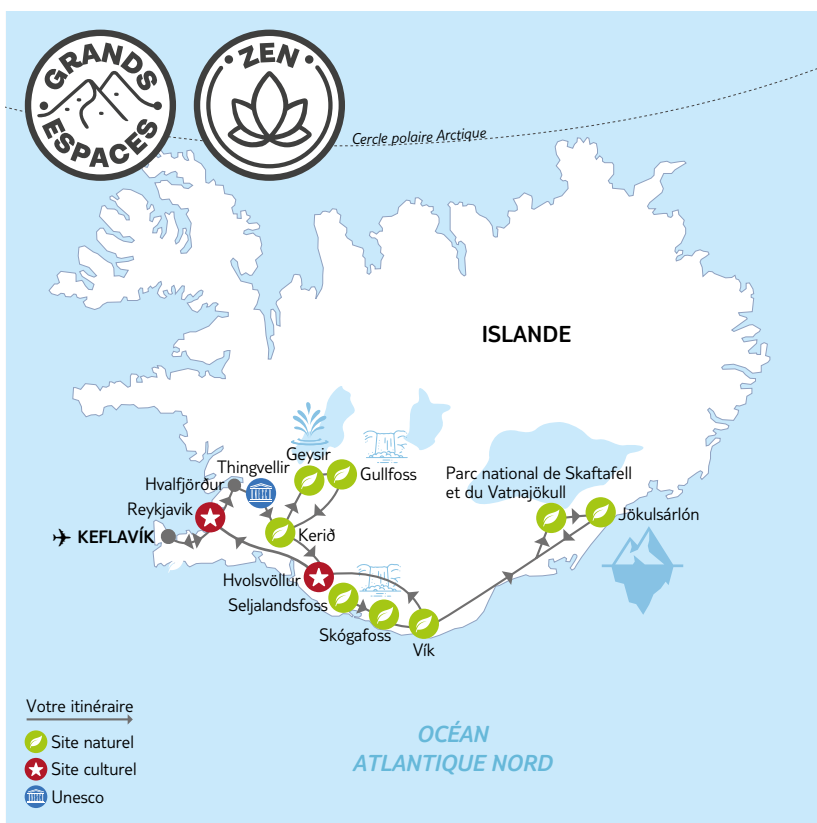 GRANDS
ESPACES
ZEN
Cercle polaire Arctique
ISLANDE
Geysir
Thingvellir
Gullfoss
Hvalfjörður
Parc national de Skaftafell
et du Vatnajökull
Reykjavik
Jökulsárlón
KEFLAVÍK
Kerið
Hvolsvöllur
Seljalandsfoss
Skógafoss
Vík
Votre itinéraire
Site naturel
Site culturel
Unesco
OCÉAN
ATLANTIQUE NORD